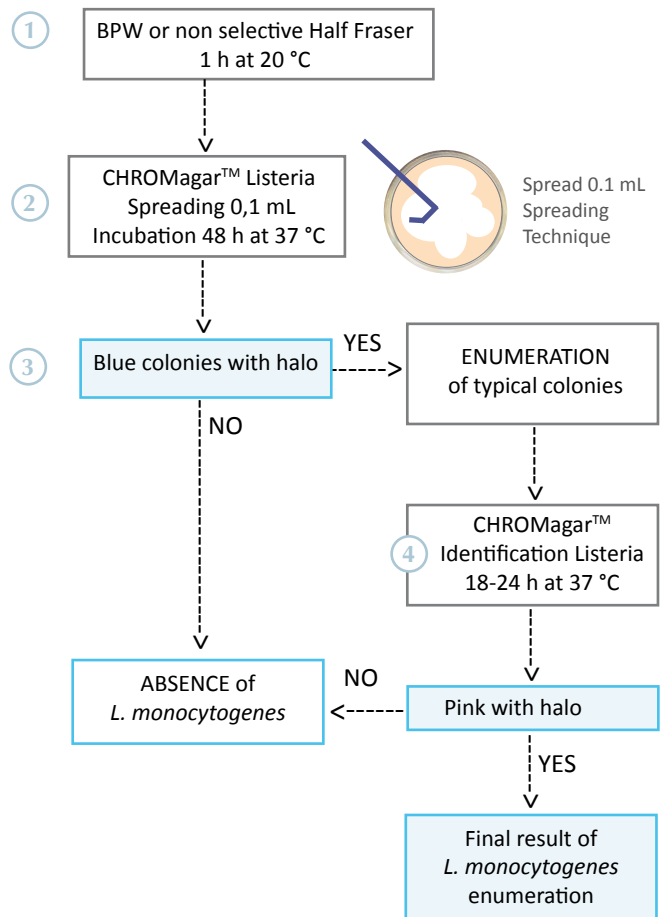 1
BPW or non selective Half Fraser
1 h at 20 °C
2
CHROMagar™ Listeria
Spreading 0,1 mL
Incubation 48 h at 37 °C
Spread 0.1 mL
Spreading
Technique
3
Blue colonies with halo
YES
ENUMERATION
of typical colonies
NO
4
CHROMagar™
Identification Listeria
18-24 h at 37 °C
ABSENCE of
L. monocytogenes
NO
Pink with halo
YES
Final result of
L. monocytogenes
enumeration